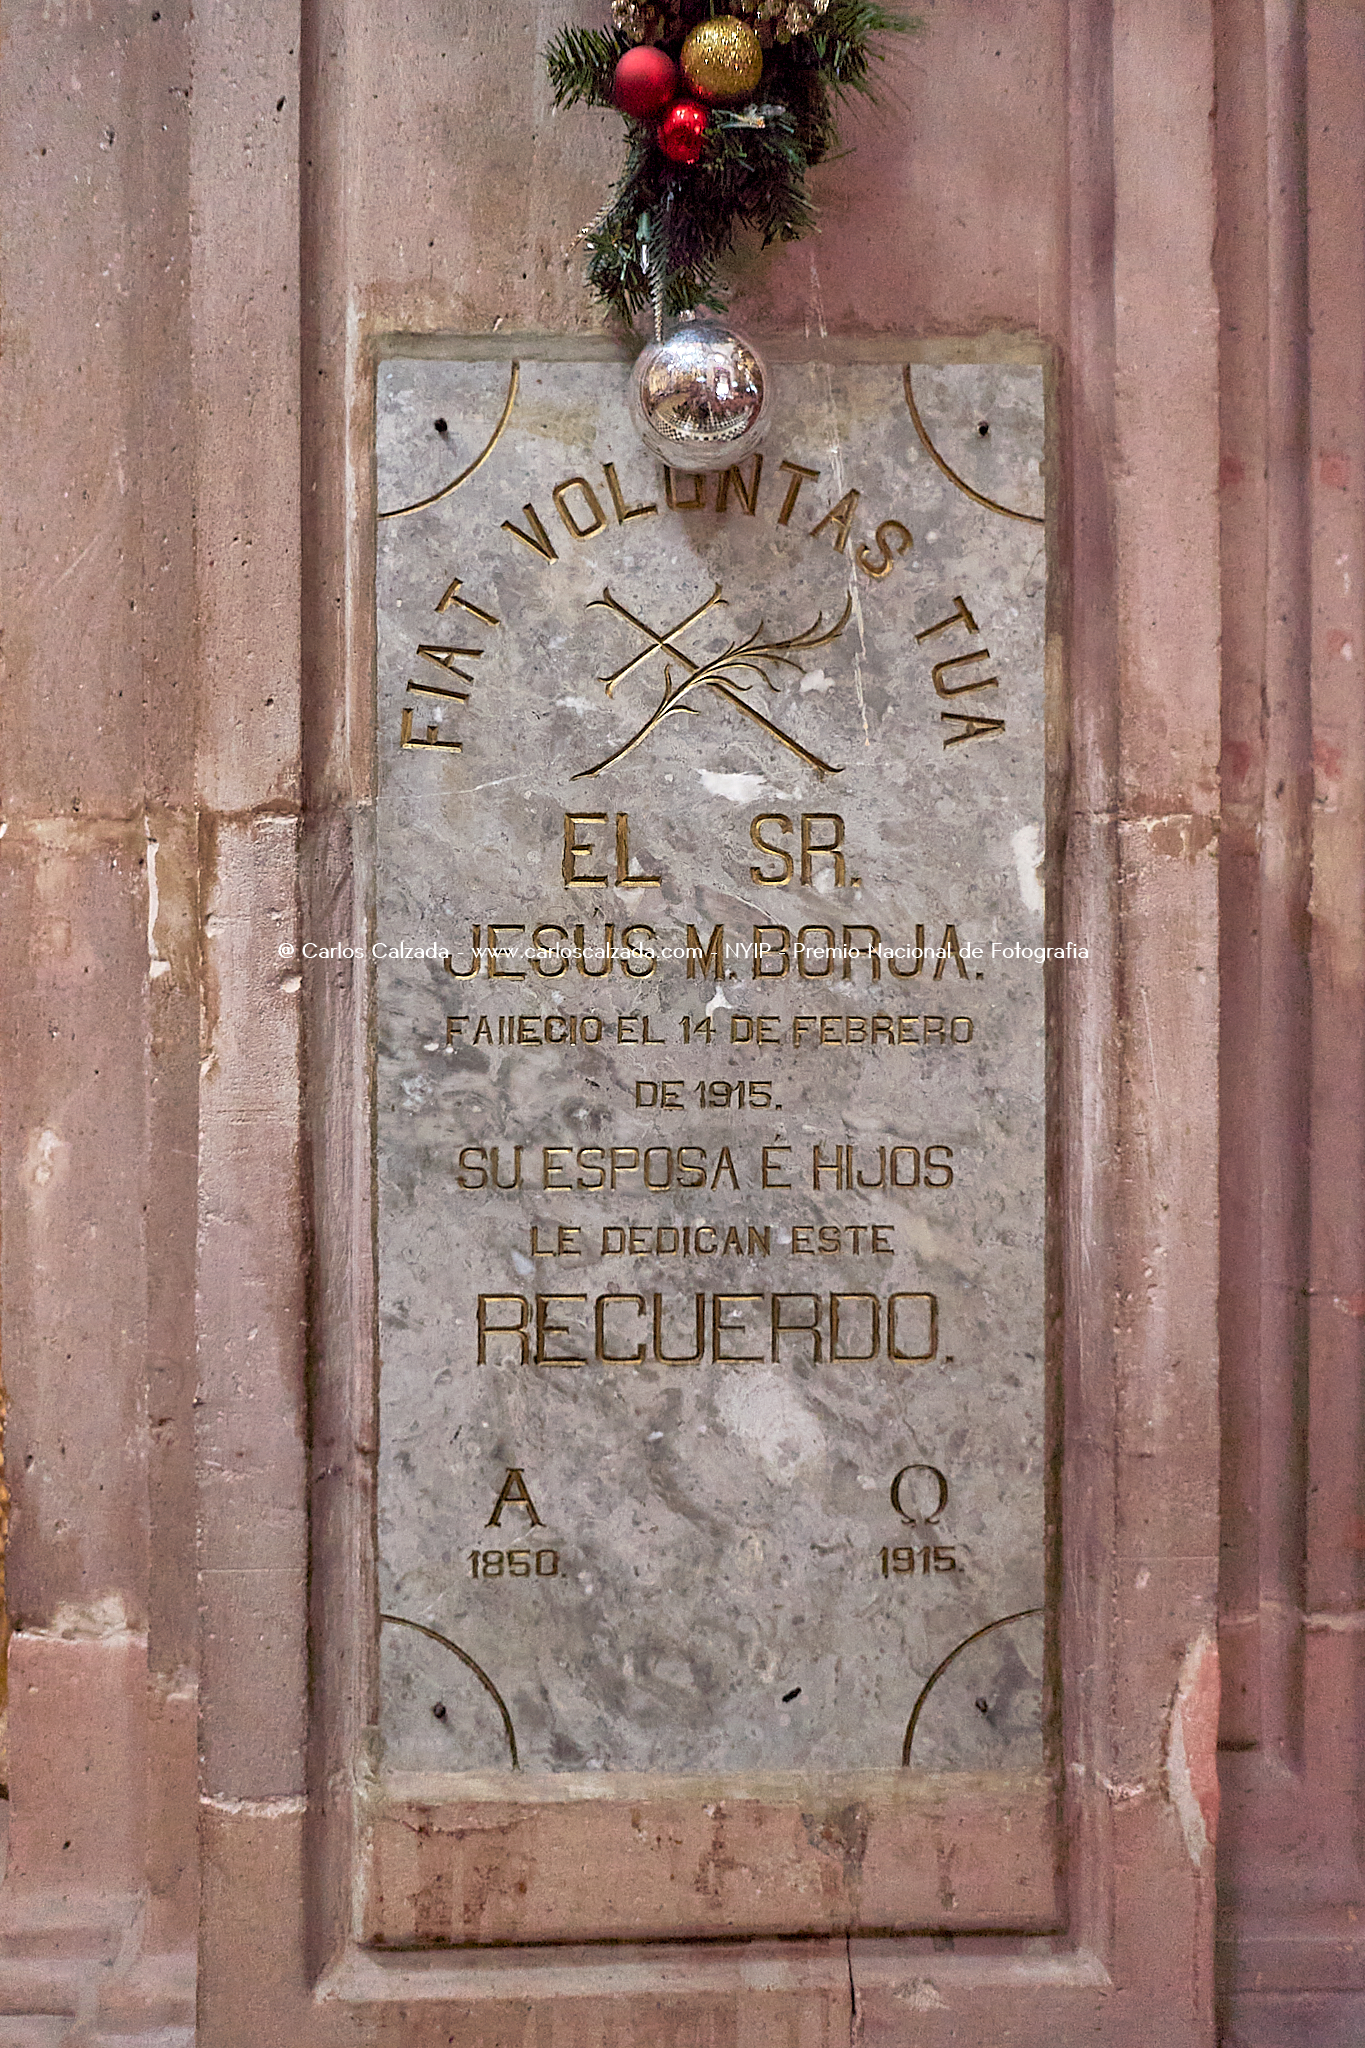 FIAT VOLUNTAS TUA
EL SR.
JESUS M. BORJA.
FAllECIO EL 14 DE FEBRERO
DE 1915.
SU ESPOSA É HIJOS
LE DEDICAN ESTE
RECUERDO.
Α Ω
1850. 1915.
© Carlos Calzada - www.carloscalzada.com - NYIP - Premio Nacional de Fotografia